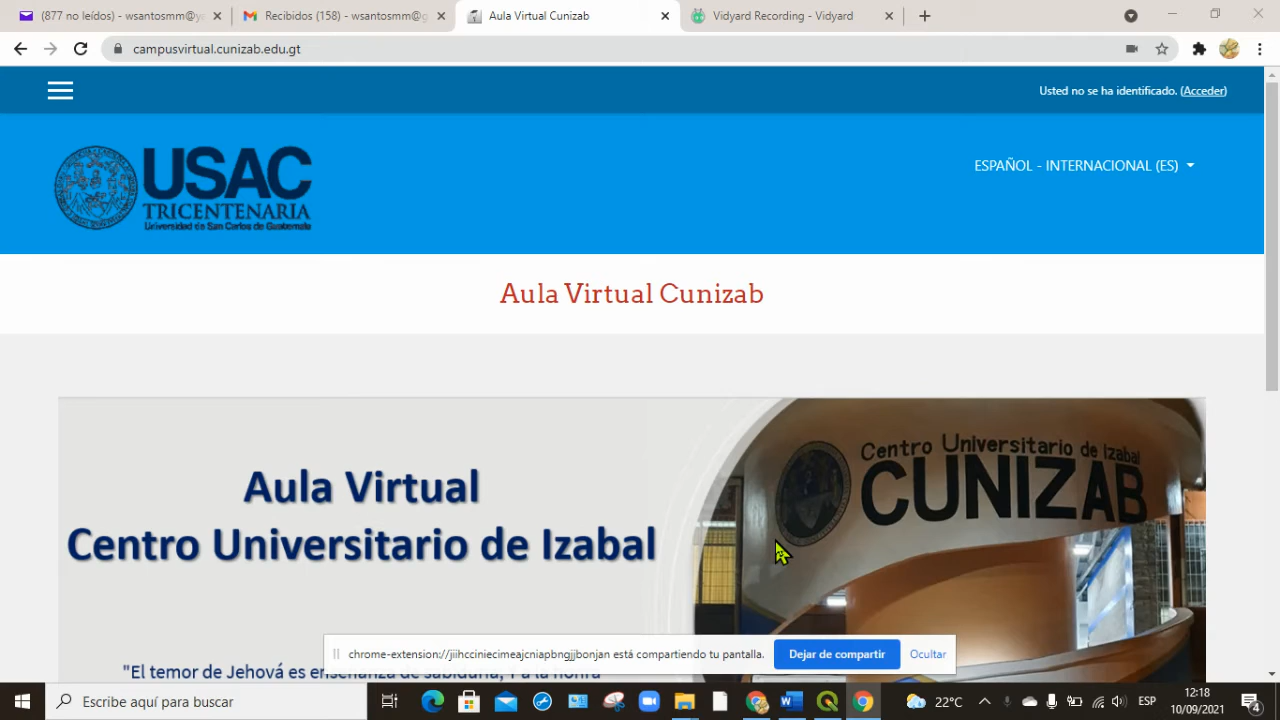 (877 no leídos) - wsantosmm@y
Recibidos (158) - wsantosmm@g
Aula Virtual Cunizab
Vidyard Recording - Vidyard
campusvirtual.cunizab.edu.gt
Usted no se ha identificado. (Acceder)
USAC
TRICENTENARIA
Universidad de San Carlos de Guatemala
ESPAÑOL - INTERNACIONAL (ES)
Aula Virtual Cunizab
Aula Virtual
Centro Universitario de Izabal
Centro Universitario de Izabal
CUNIZAB
chrome-extension://jiihcciniecimeajcniapbngjjbonjan está compartiendo tu pantalla.
Dejar de compartir
Ocultar
"El temor de Jehová es enseñanza de sabiduría; Y a la honra
Escribe aquí para buscar
22°C
ESP
12:18
10/09/2021
4